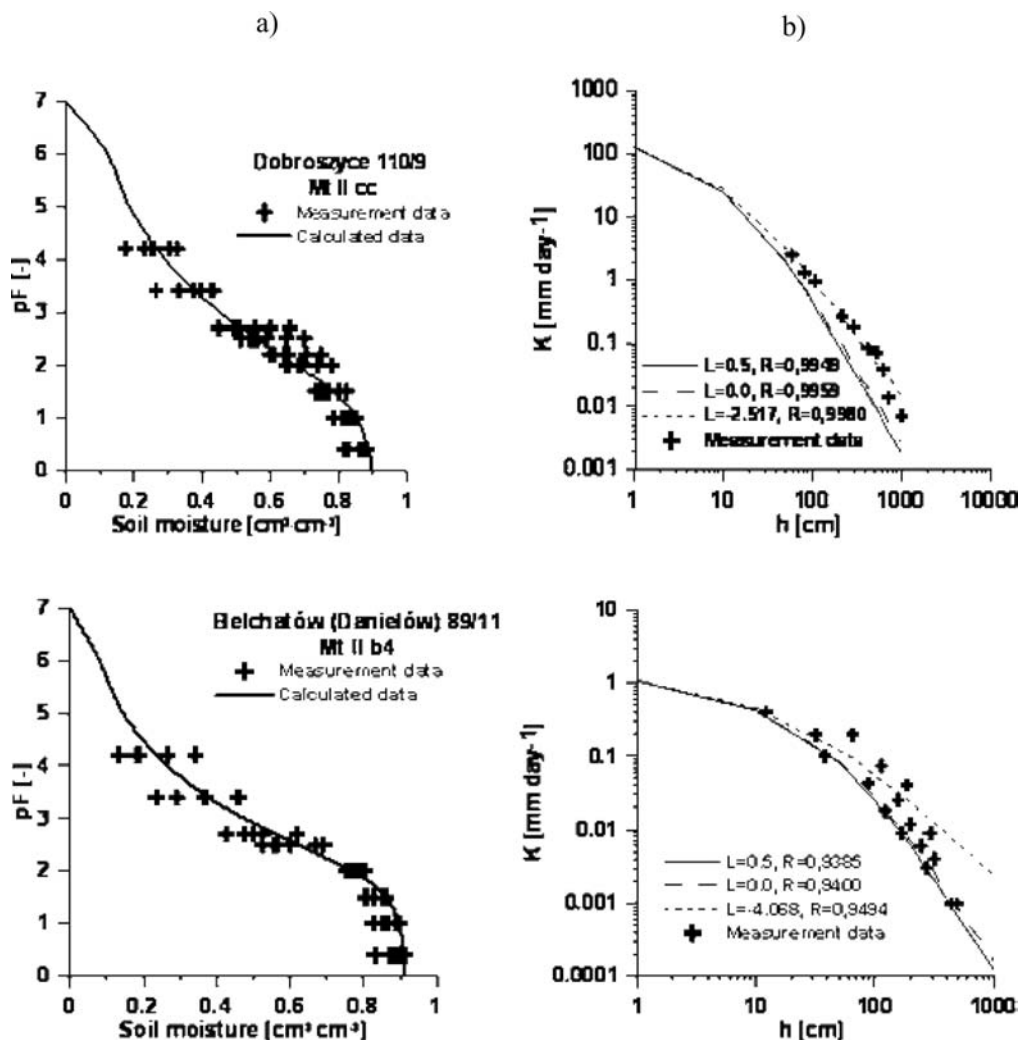 a)
b)
7
6
5
4
3
2
1
0
pF [-]
Dobroszyce 110/9
Mt II cc
Measurement data
Calculated data
0 0.2 0.4 0.6 0.8 1
Soil moisture [cm³·cm-³]
1000
100
10
1
0.1
0.01
0.001
K [mm day-1]
L=0.5, R=0,9949
L=0.0, R=0,9959
L=-2.517, R=0,9980
Measurement data
1 10 100 1000 10000
h [cm]
7
6
5
4
3
2
1
0
pF [-]
Bełchatów (Danielów) 89/11
Mt II b4
Measurement data
Calculated data
0 0.2 0.4 0.6 0.8 1
Soil moisture [cm³ cm-³]
10
1
0.1
0.01
0.001
0.0001
K [mm day-1]
L=0.5, R=0,9385
L=0.0, R=0,9400
L=-4.068, R=0,9494
Measurement data
1 10 100 1000
h [cm]